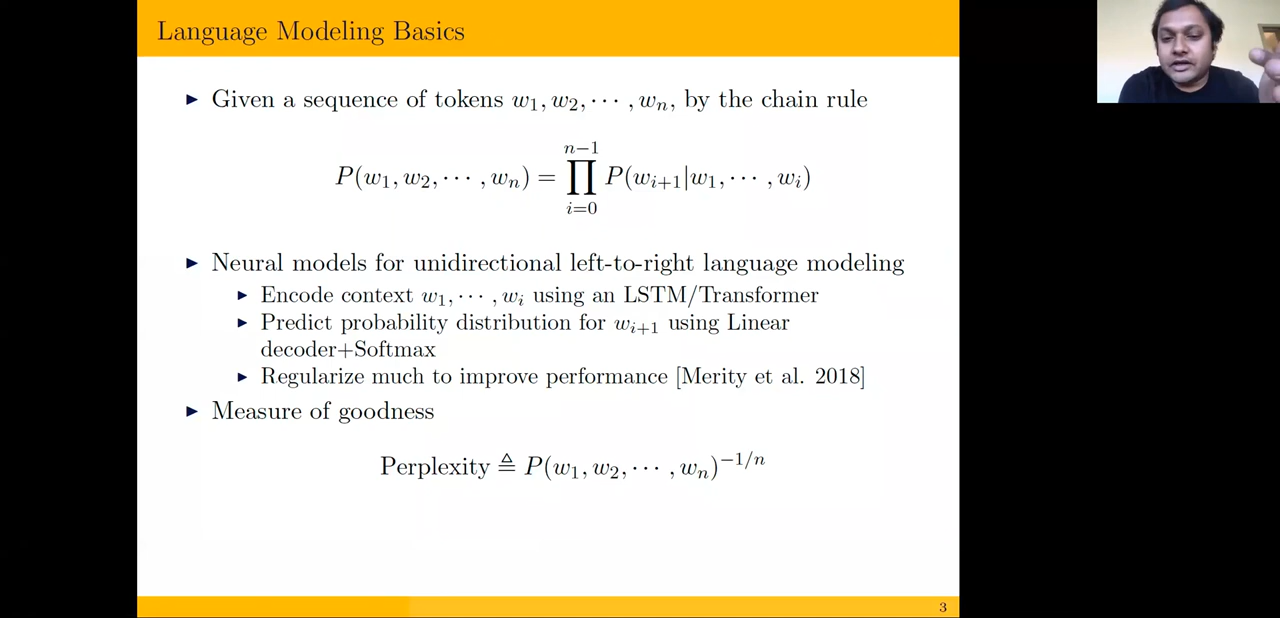 Language Modeling Basics
► Given a sequence of tokens w₁, w₂, ⋯ , wₙ, by the chain rule
P(w₁, w₂, ⋯ , wₙ) = ∏_{i=0}^{n−1} P(wᵢ₊₁|w₁, ⋯ , wᵢ)
► Neural models for unidirectional left-to-right language modeling
► Encode context w₁, ⋯ , wᵢ using an LSTM/Transformer
► Predict probability distribution for wᵢ₊₁ using Linear
decoder+Softmax
► Regularize much to improve performance [Merity et al. 2018]
► Measure of goodness
Perplexity ≜ P(w₁, w₂, ⋯ , wₙ)^{−1/n}
3